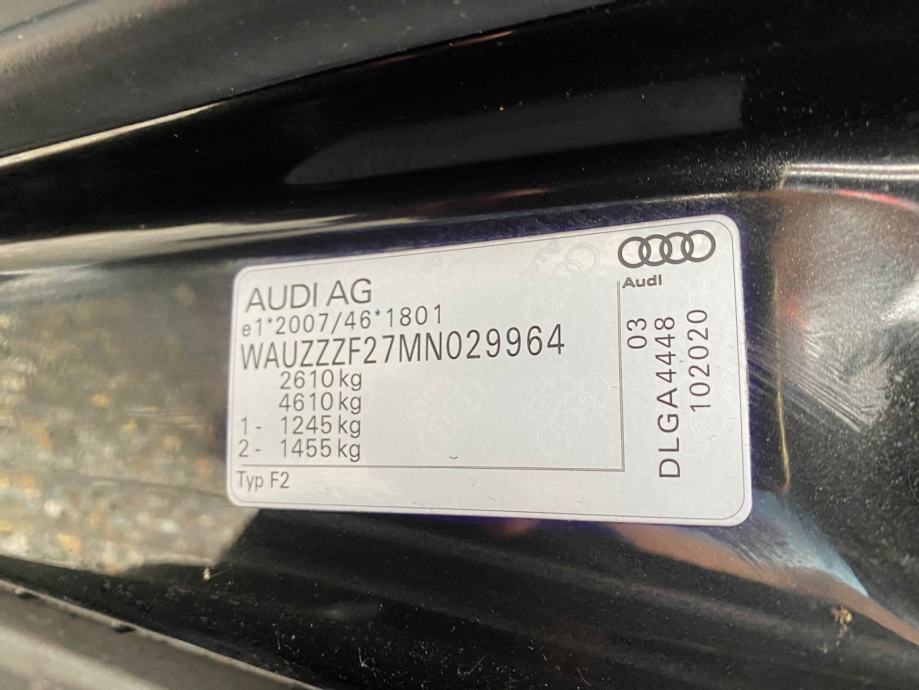 AUDI AG
e1*2007/46*1801
WAUZZZF27MN029964
2610 kg
4610 kg
1- 1245 kg
2- 1455 kg
Typ F2
Audi
03
DLGA4448
102020